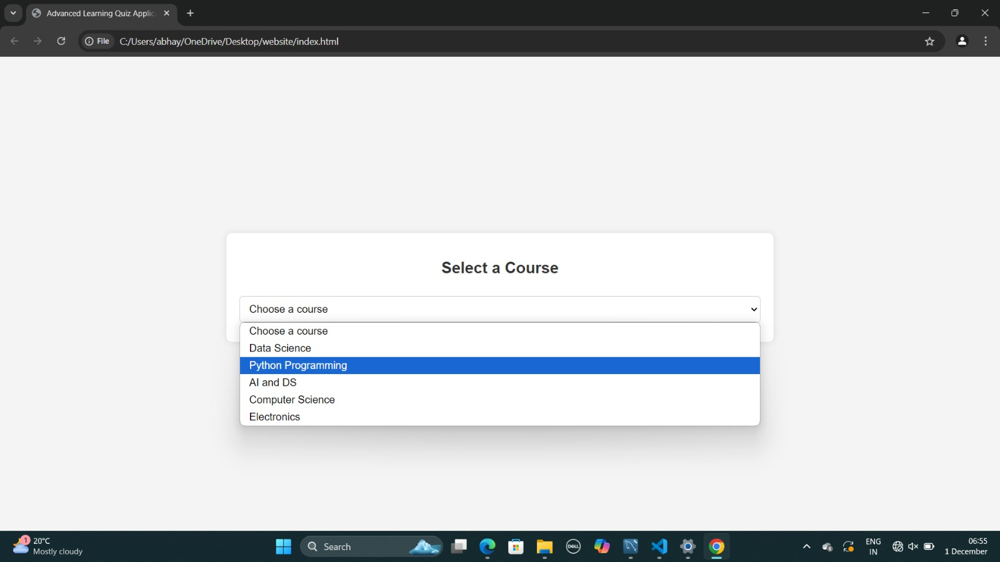 Advanced Learning Quiz Applic
File
C:/Users/abhay/OneDrive/Desktop/website/index.html
Select a Course
Choose a course
Choose a course
Data Science
Python Programming
AI and DS
Computer Science
Electronics
1
20°C
Mostly cloudy
Search
DELL
ENG
IN
06:55
1 December